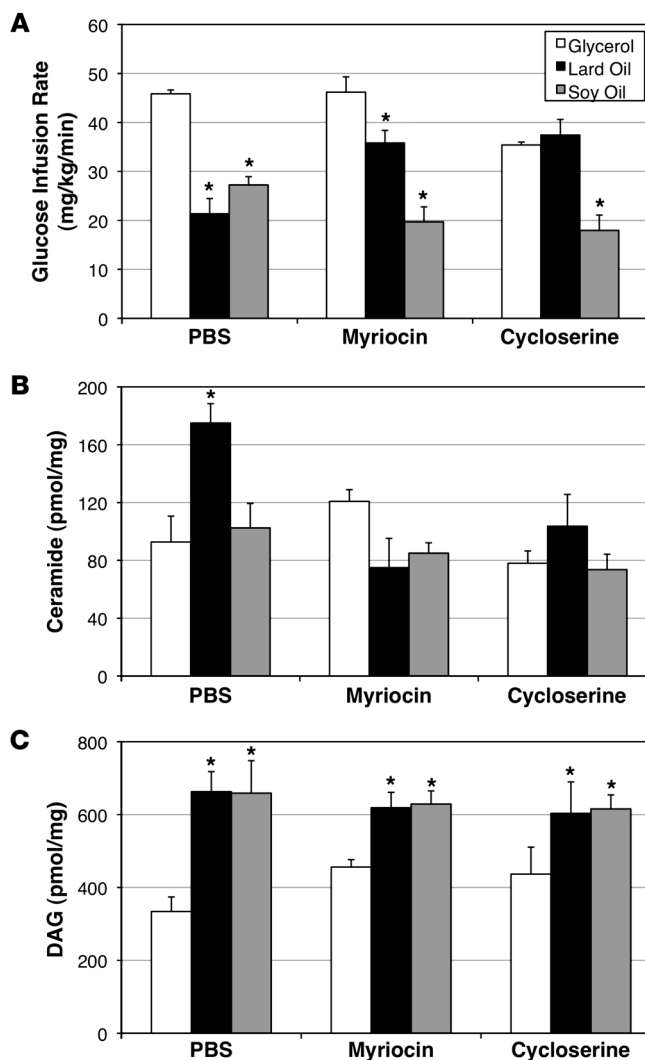 A
Glucose Infusion Rate
(mg/kg/min)
60
50
40
30
20
10
0
Glycerol
Lard Oil
Soy Oil
* * * * *
PBS Myriocin Cycloserine
B
Ceramide (pmol/mg)
200
160
120
80
40
0
*
PBS Myriocin Cycloserine
C
DAG (pmol/mg)
800
600
400
200
0
* * * * * *
PBS Myriocin Cycloserine